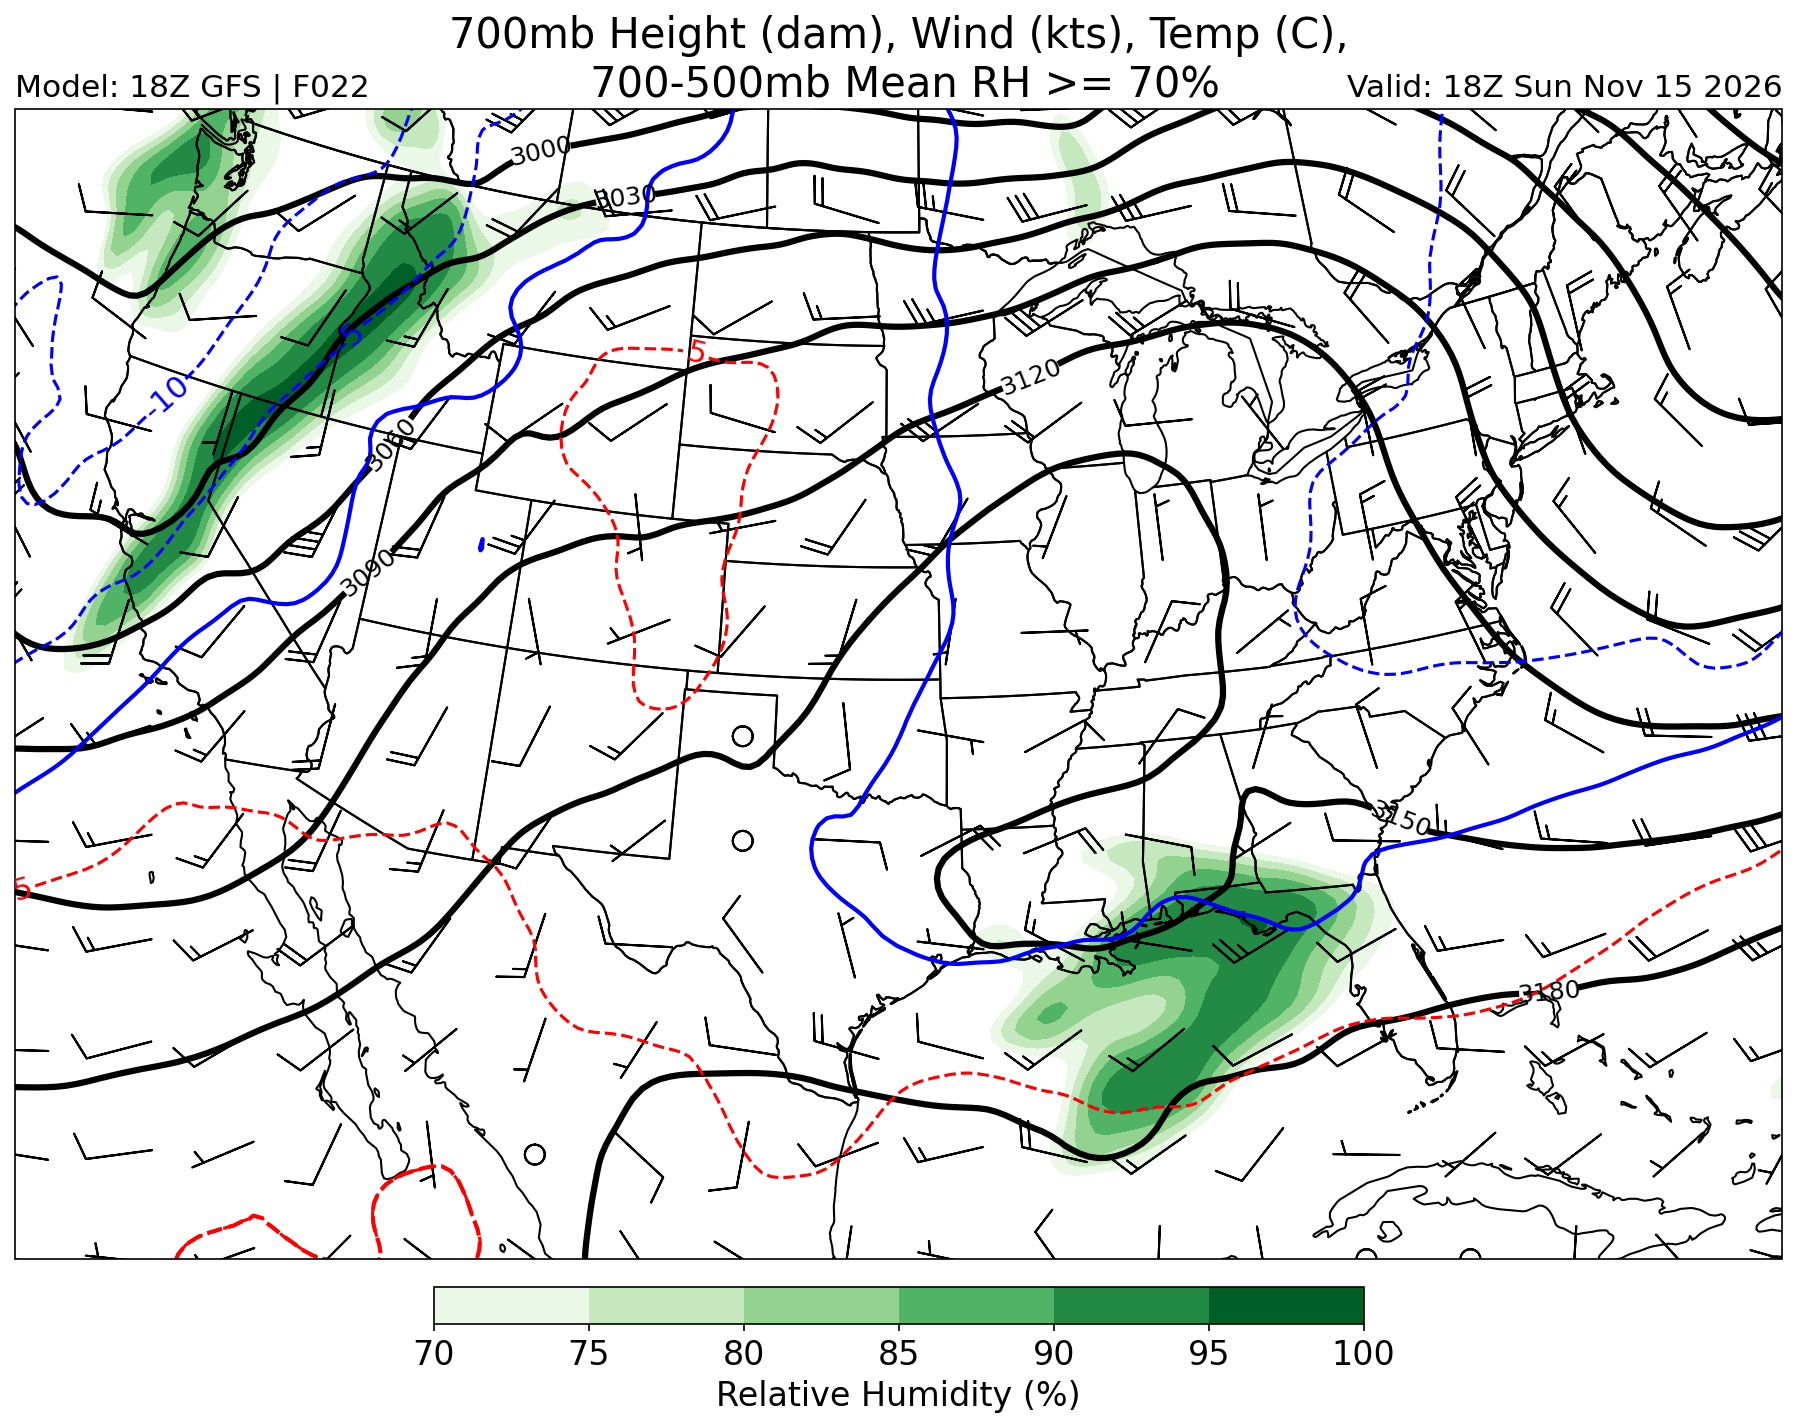 700mb Height (dam), Wind (kts), Temp (C),
700-500mb Mean RH >= 70%
Model: 18Z GFS | F022
Valid: 18Z Sun Nov 15 2026
3000
3030
-5
5
3120
-10
3060
3090
3150
5
3180
70 75 80 85 90 95 100
Relative Humidity (%)